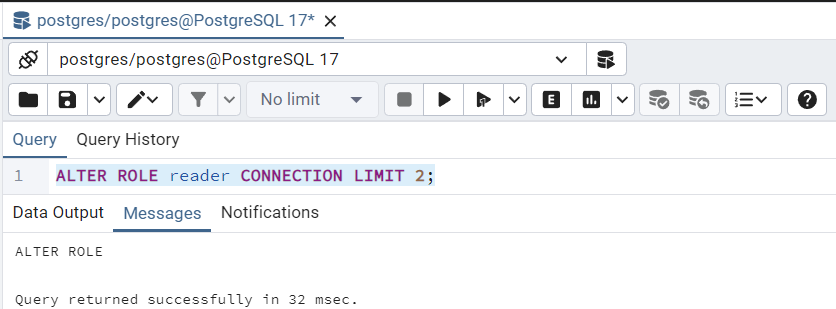 postgres/postgres@PostgreSQL 17*
postgres/postgres@PostgreSQL 17
No limit
E
Query Query History
1 ALTER ROLE reader CONNECTION LIMIT 2;
Data Output Messages Notifications
ALTER ROLE
Query returned successfully in 32 msec.